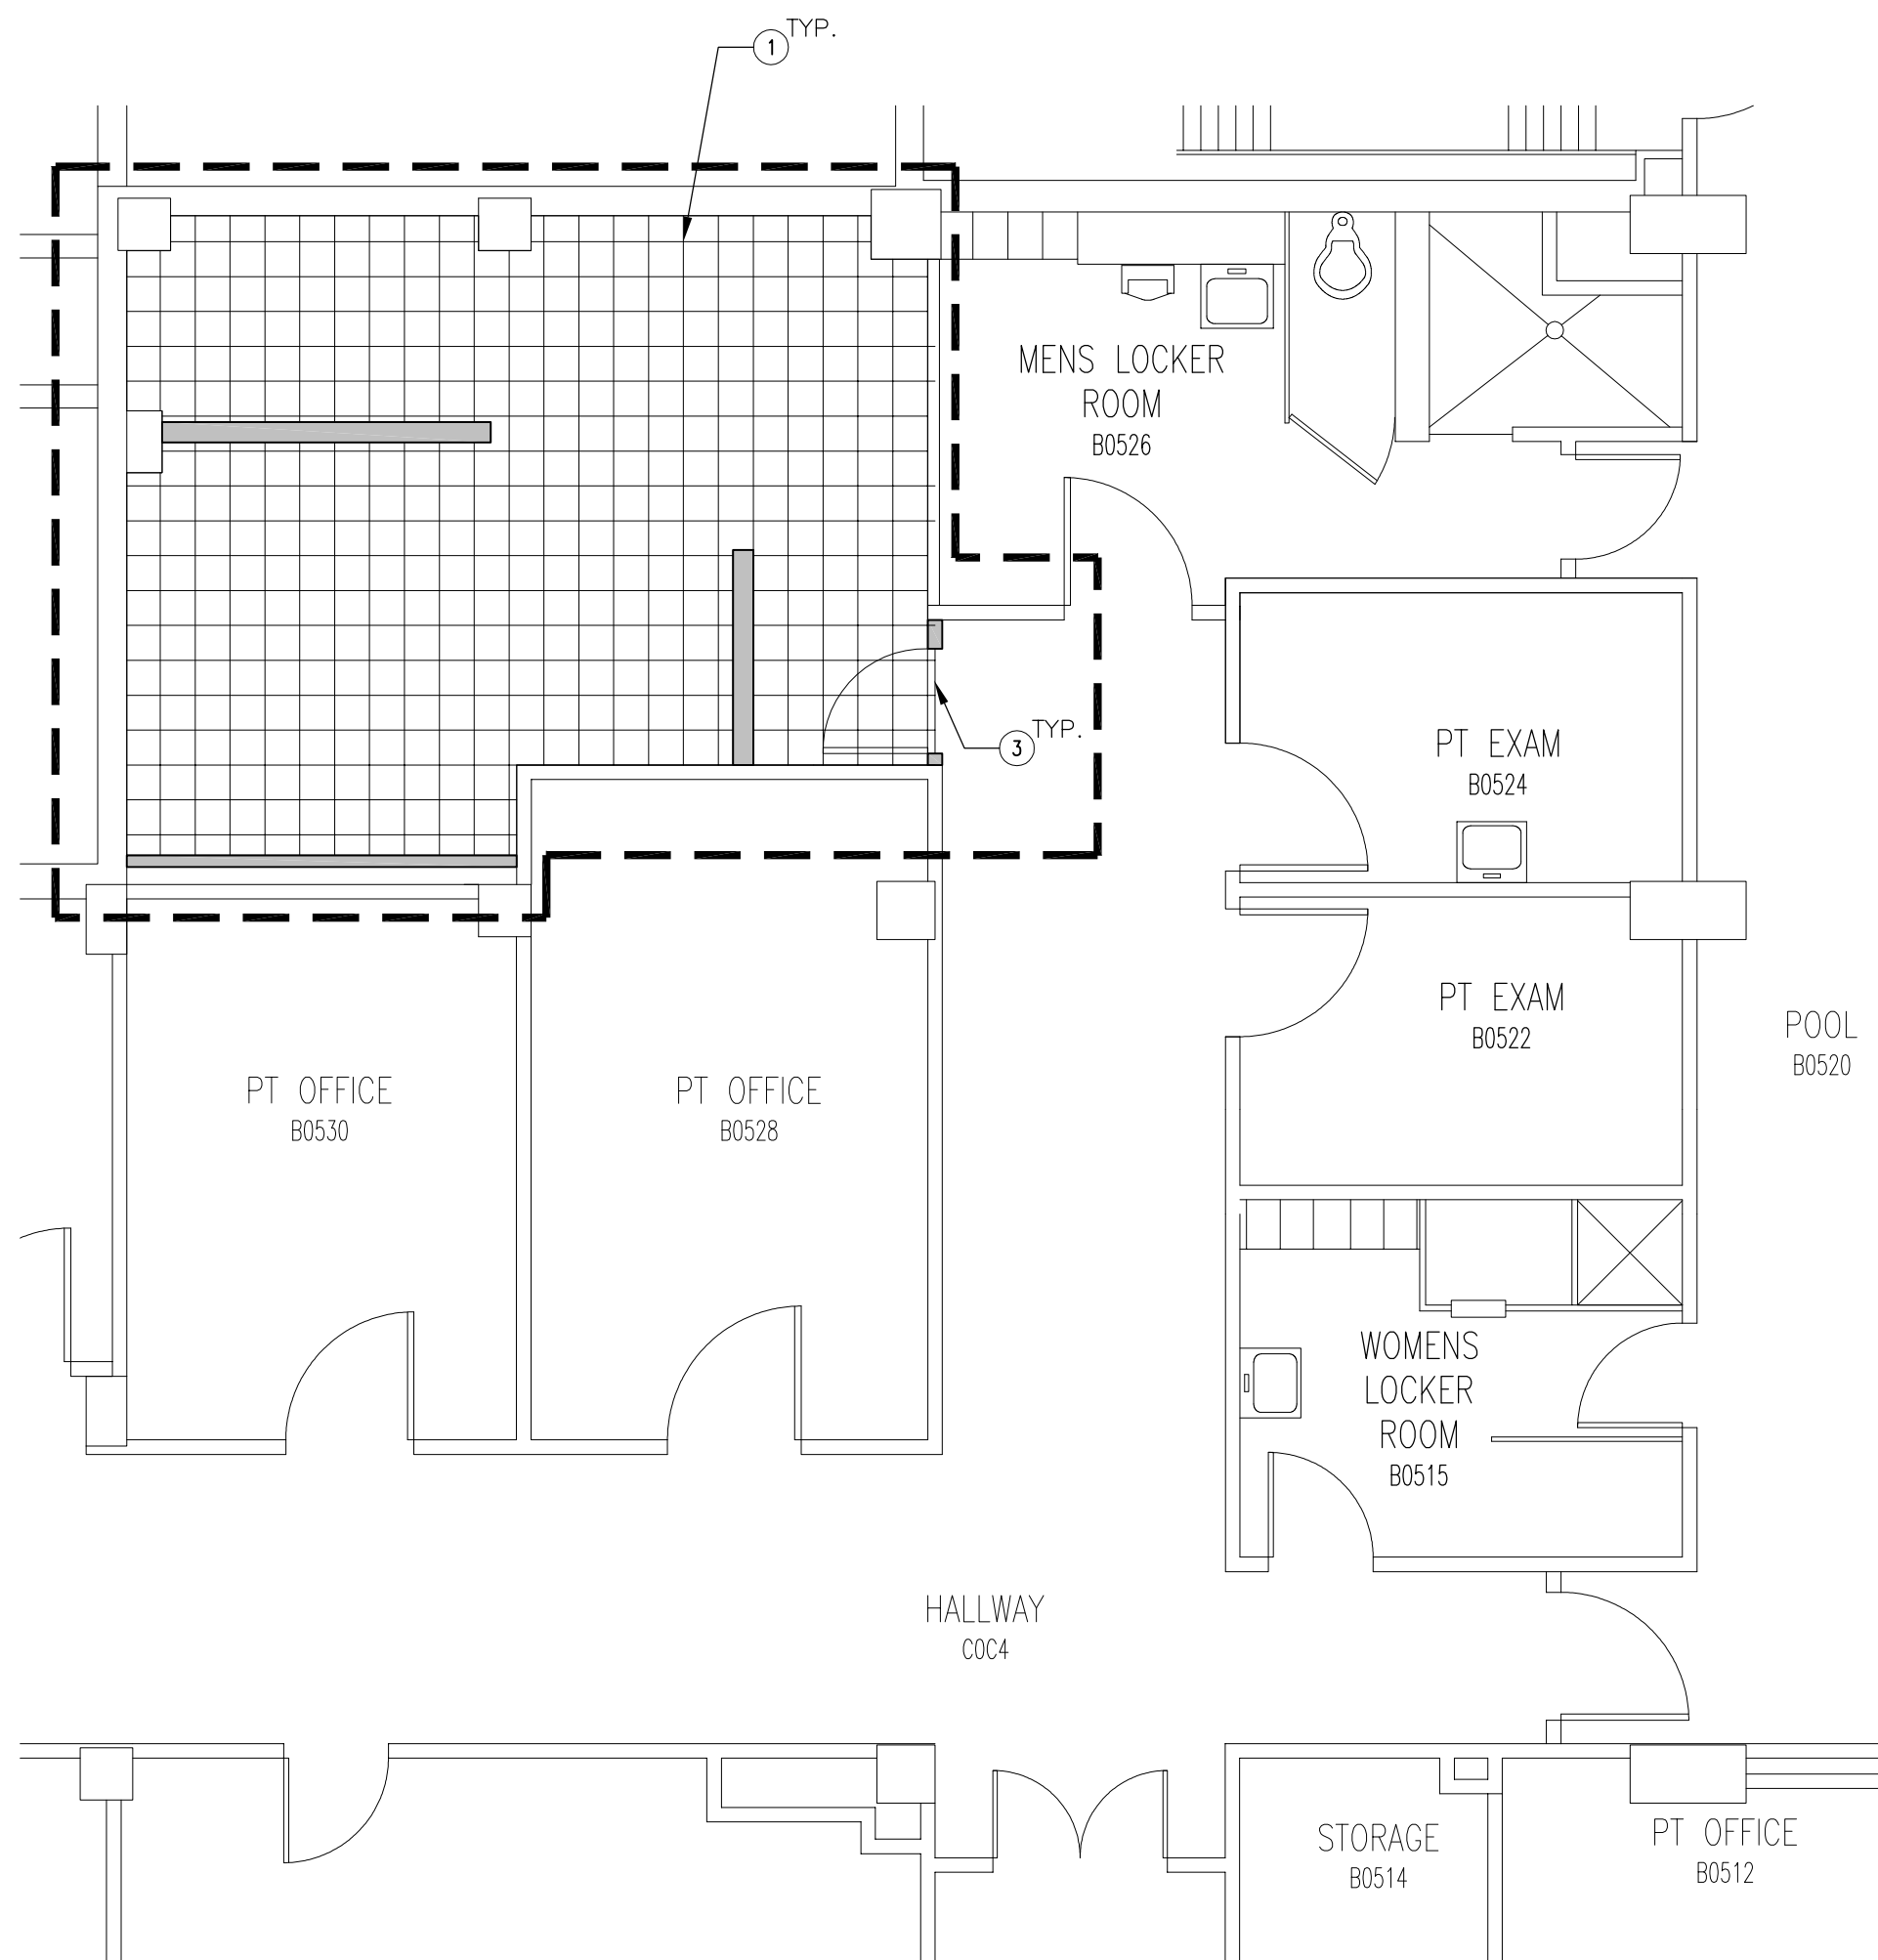 1 TYP.
MENS LOCKER
ROOM
B0526
3 TYP.
PT EXAM
B0524
PT EXAM
B0522
POOL
B0520
PT OFFICE
B0530
PT OFFICE
B0528
WOMENS
LOCKER
ROOM
B0515
HALLWAY
C0C4
STORAGE
B0514
PT OFFICE
B0512